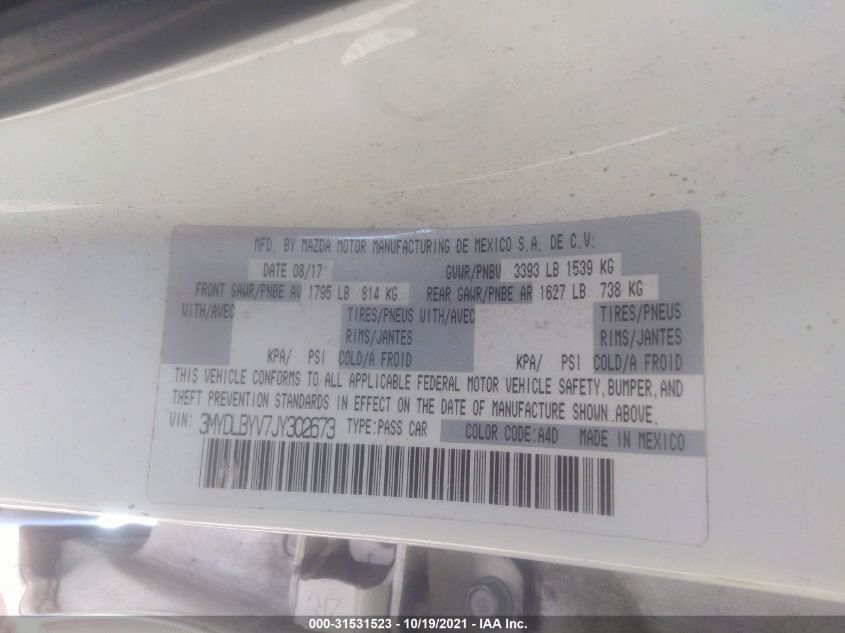 MFD. BY MAZDA MOTOR MANUFACTURING DE MEXICO S.A. DE C.V.
DATE 08/17 GVWR/PNBV 3393 LB 1539 KG
FRONT GAWR/PNBE AV 1795 LB 814 KG REAR GAWR/PNBE AR 1627 LB 738 KG
WITH/AVEC TIRES/PNEUS WITH/AVEC TIRES/PNEUS
RIMS/JANTES RIMS/JANTES
KPA/ PSI COLD/A FROID KPA/ PSI COLD/A FROID
THIS VEHICLE CONFORMS TO ALL APPLICABLE FEDERAL MOTOR VEHICLE SAFETY, BUMPER, AND
THEFT PREVENTION STANDARDS IN EFFECT ON THE DATE OF MANUFACTURE SHOWN ABOVE.
VIN: 3MYDLBYV7JY302673 TYPE:PASS CAR COLOR CODE:A4D MADE IN MEXICO
ZR.
000-31531523 - 10/19/2021 - IAA Inc.